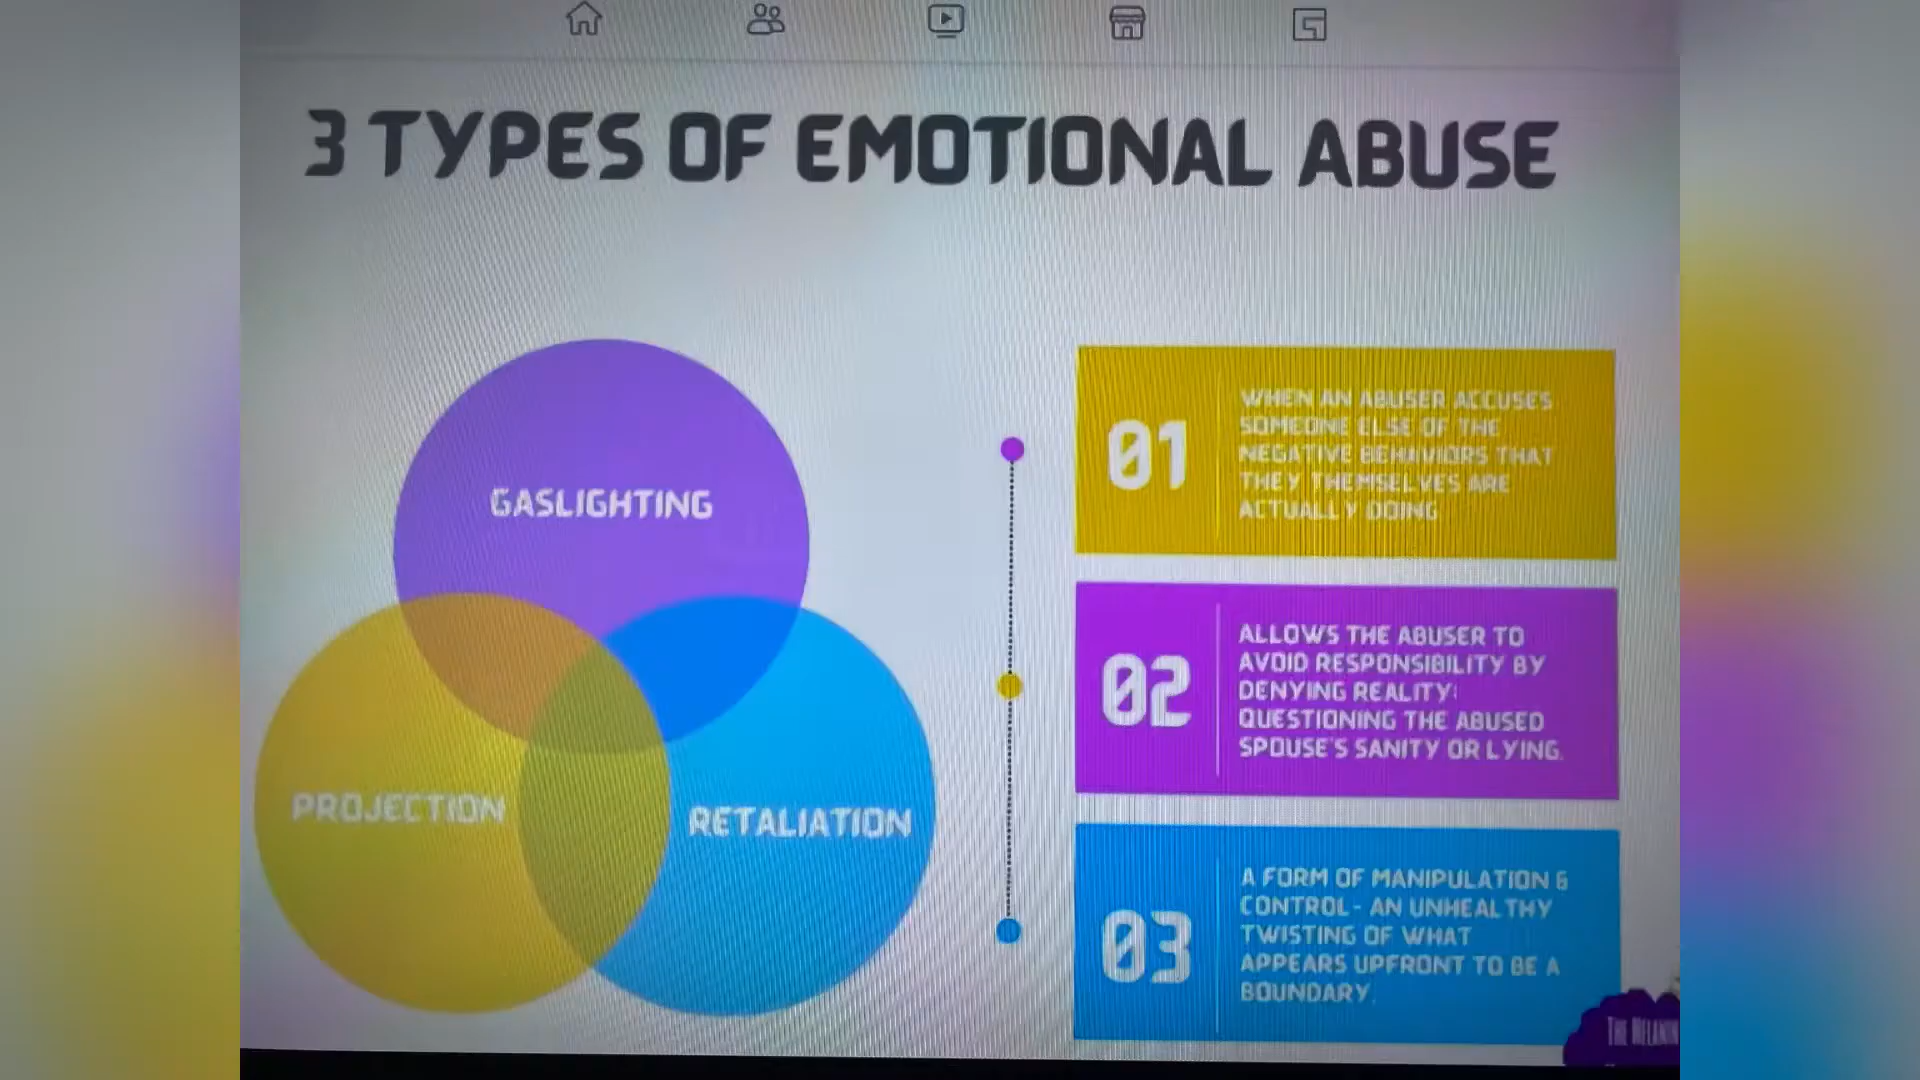 3 TYPES OF EMOTIONAL ABUSE
GASLIGHTING
PROJECTION
RETALIATION
01
WHEN AN ABUSER ACCUSES
SOMEONE ELSE OF THE
NEGATIVE BEHAVIORS THAT
THEY THEMSELVES ARE
ACTUALLY DOING
02
ALLOWS THE ABUSER TO
AVOID RESPONSIBILITY BY
DENYING REALITY;
QUESTIONING THE ABUSED
SPOUSE'S SANITY OR LYING.
03
A FORM OF MANIPULATION &
CONTROL- AN UNHEALTHY
TWISTING OF WHAT
APPEARS UPFRONT TO BE A
BOUNDARY.
THE MELANIN